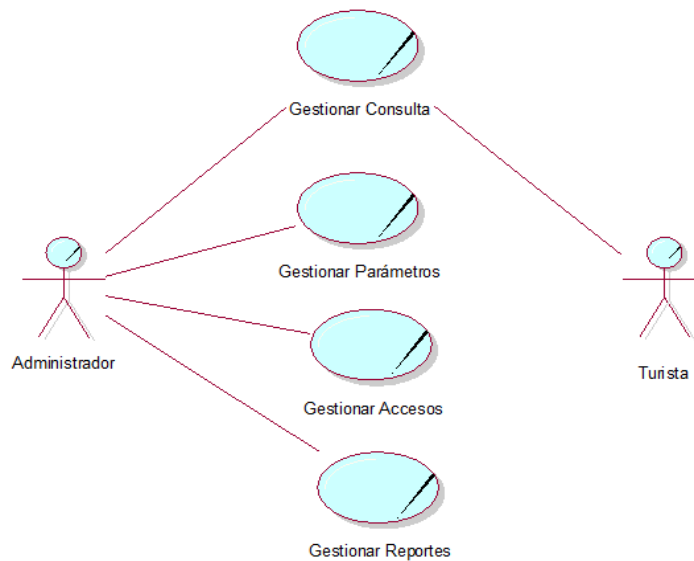 Gestionar Consulta
Gestionar Parámetros
Administrador
Turista
Gestionar Accesos
Gestionar Reportes